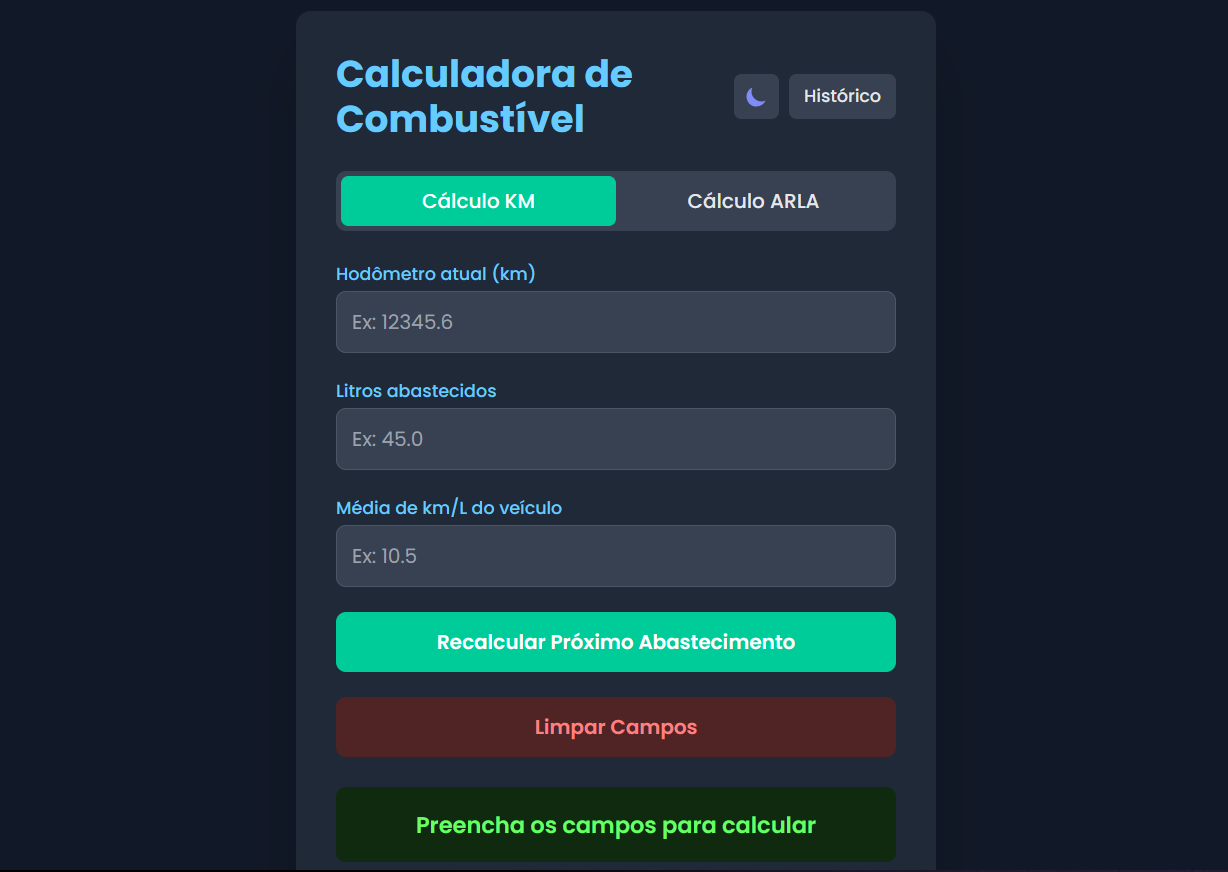 Calculadora de
Combustível
Histórico
Cálculo KM
Cálculo ARLA
Hodômetro atual (km)
Ex: 12345.6
Litros abastecidos
Ex: 45.0
Média de km/L do veículo
Ex: 10.5
Recalcular Próximo Abastecimento
Limpar Campos
Preencha os campos para calcular